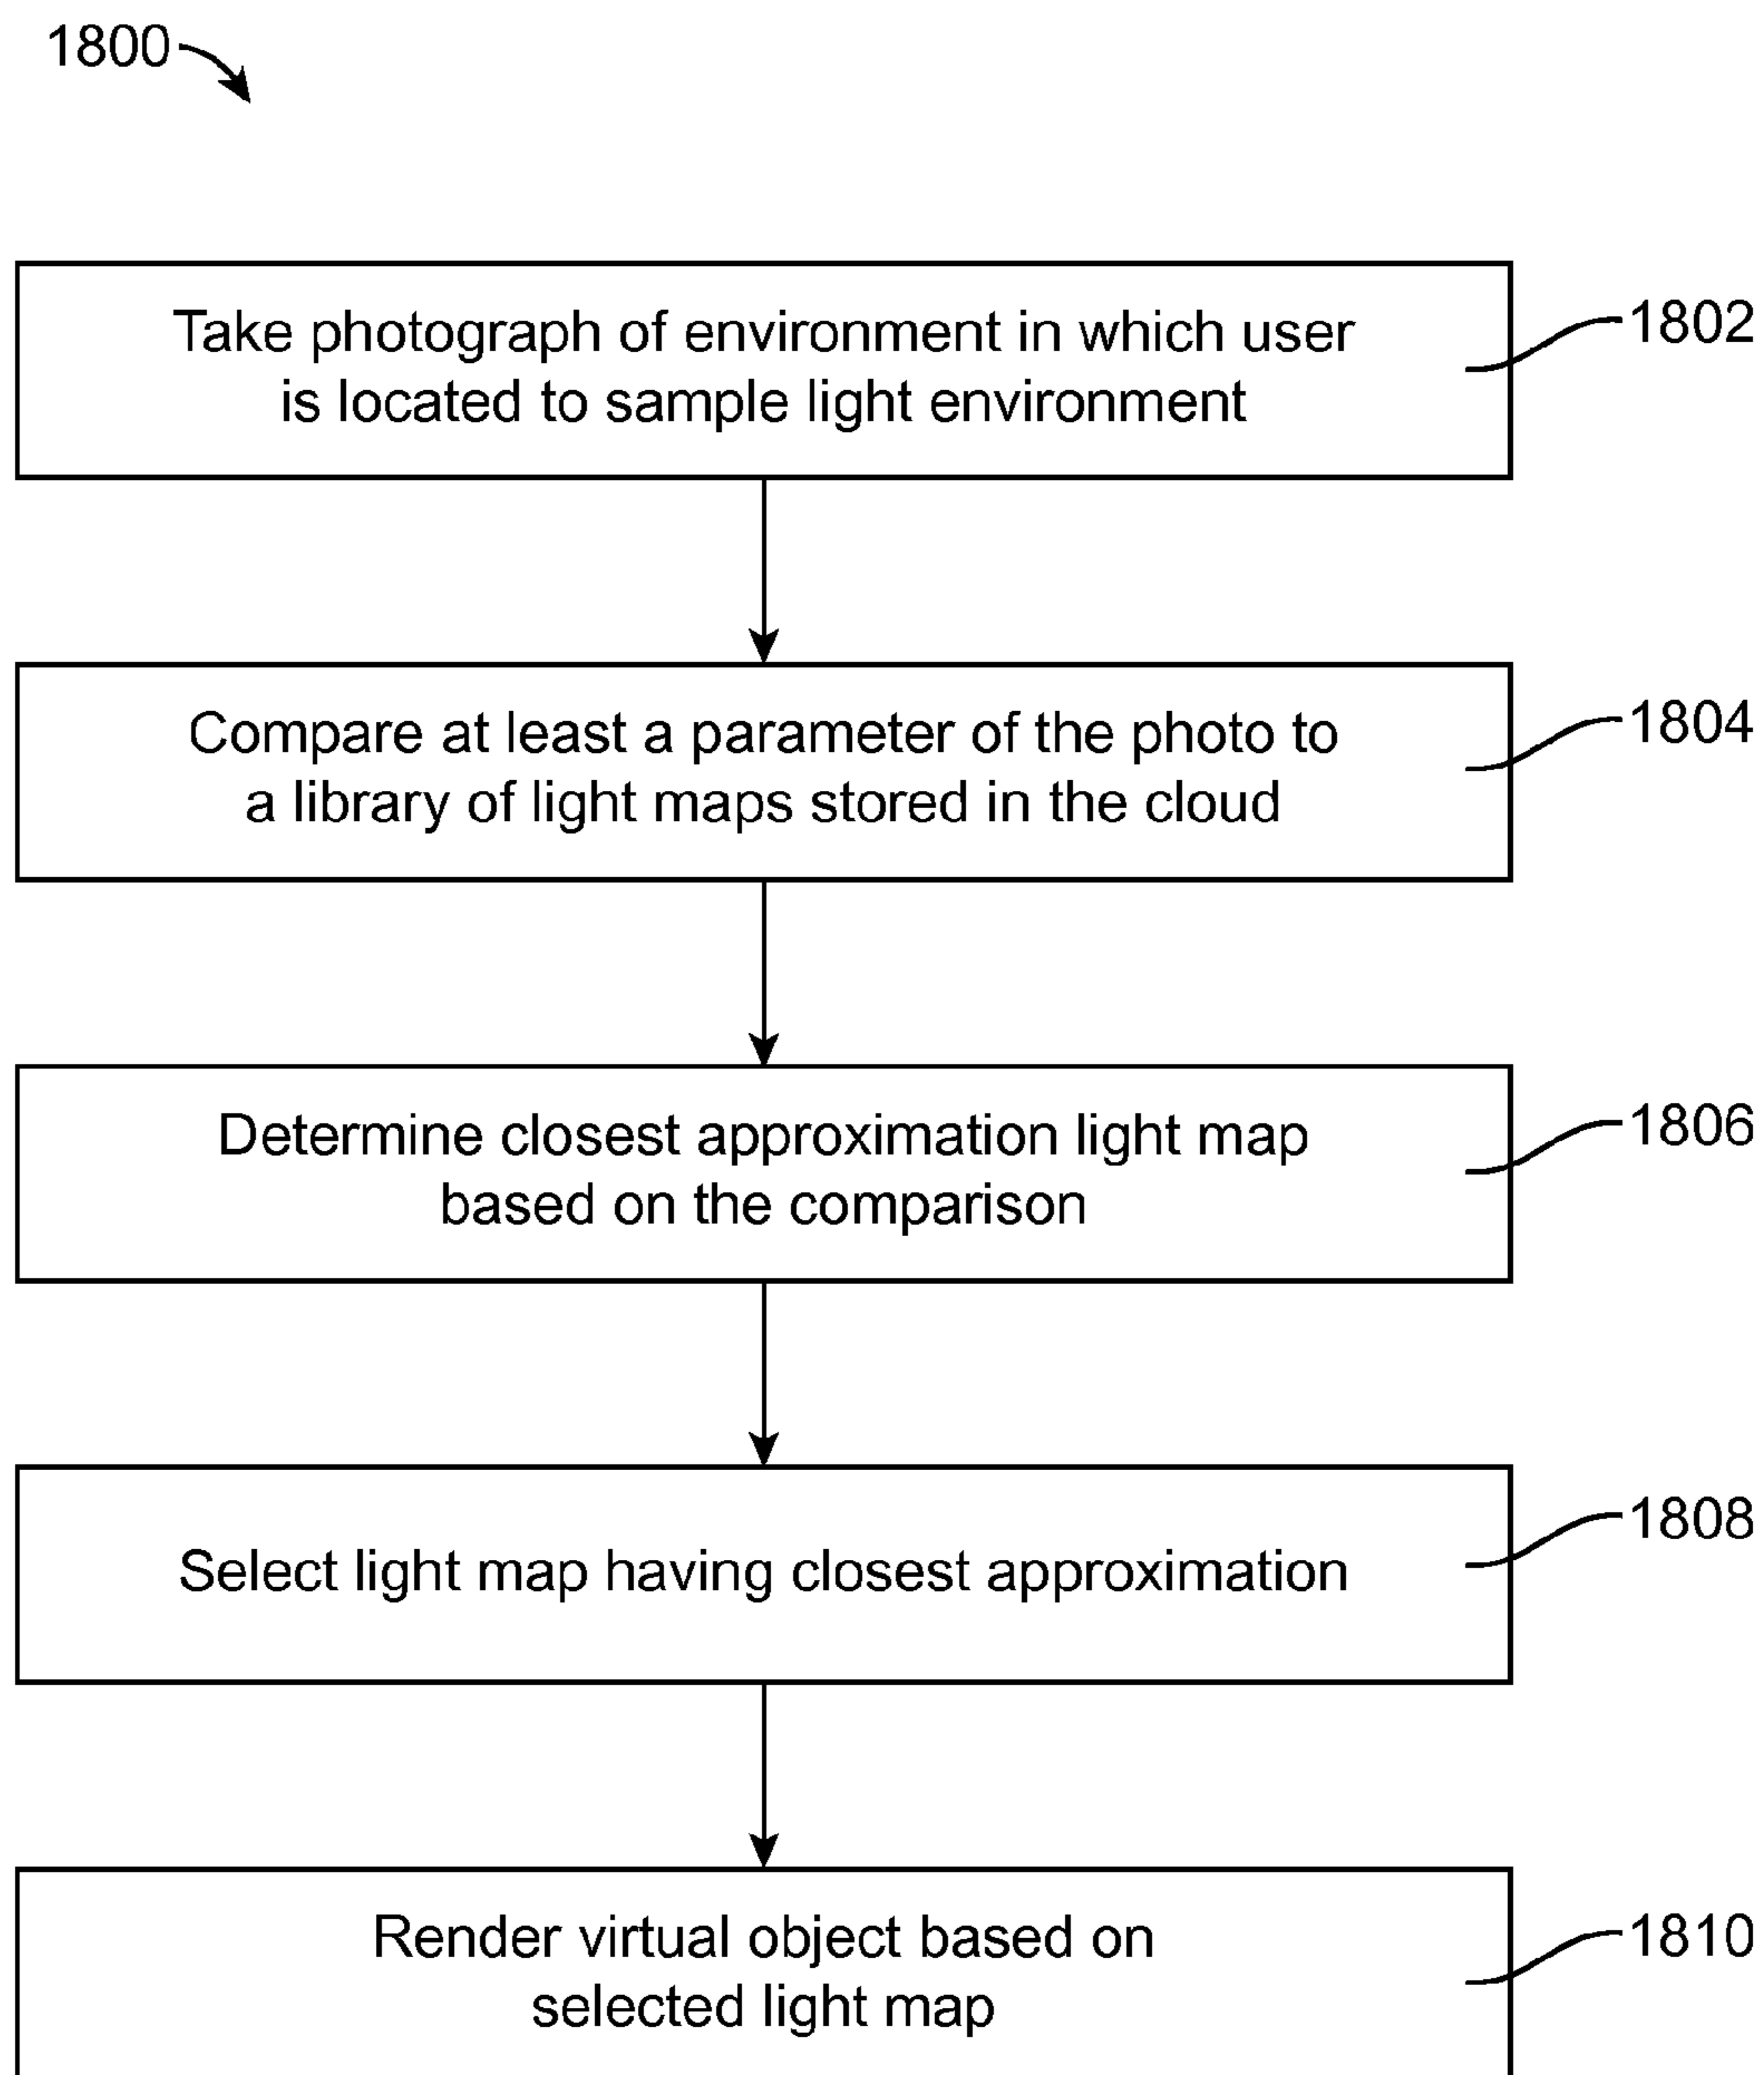 1800
Take photograph of environment in which user
is located to sample light environment
1802
Compare at least a parameter of the photo to
a library of light maps stored in the cloud
1804
Determine closest approximation light map
based on the comparison
1806
Select light map having closest approximation
1808
Render virtual object based on
selected light map
1810